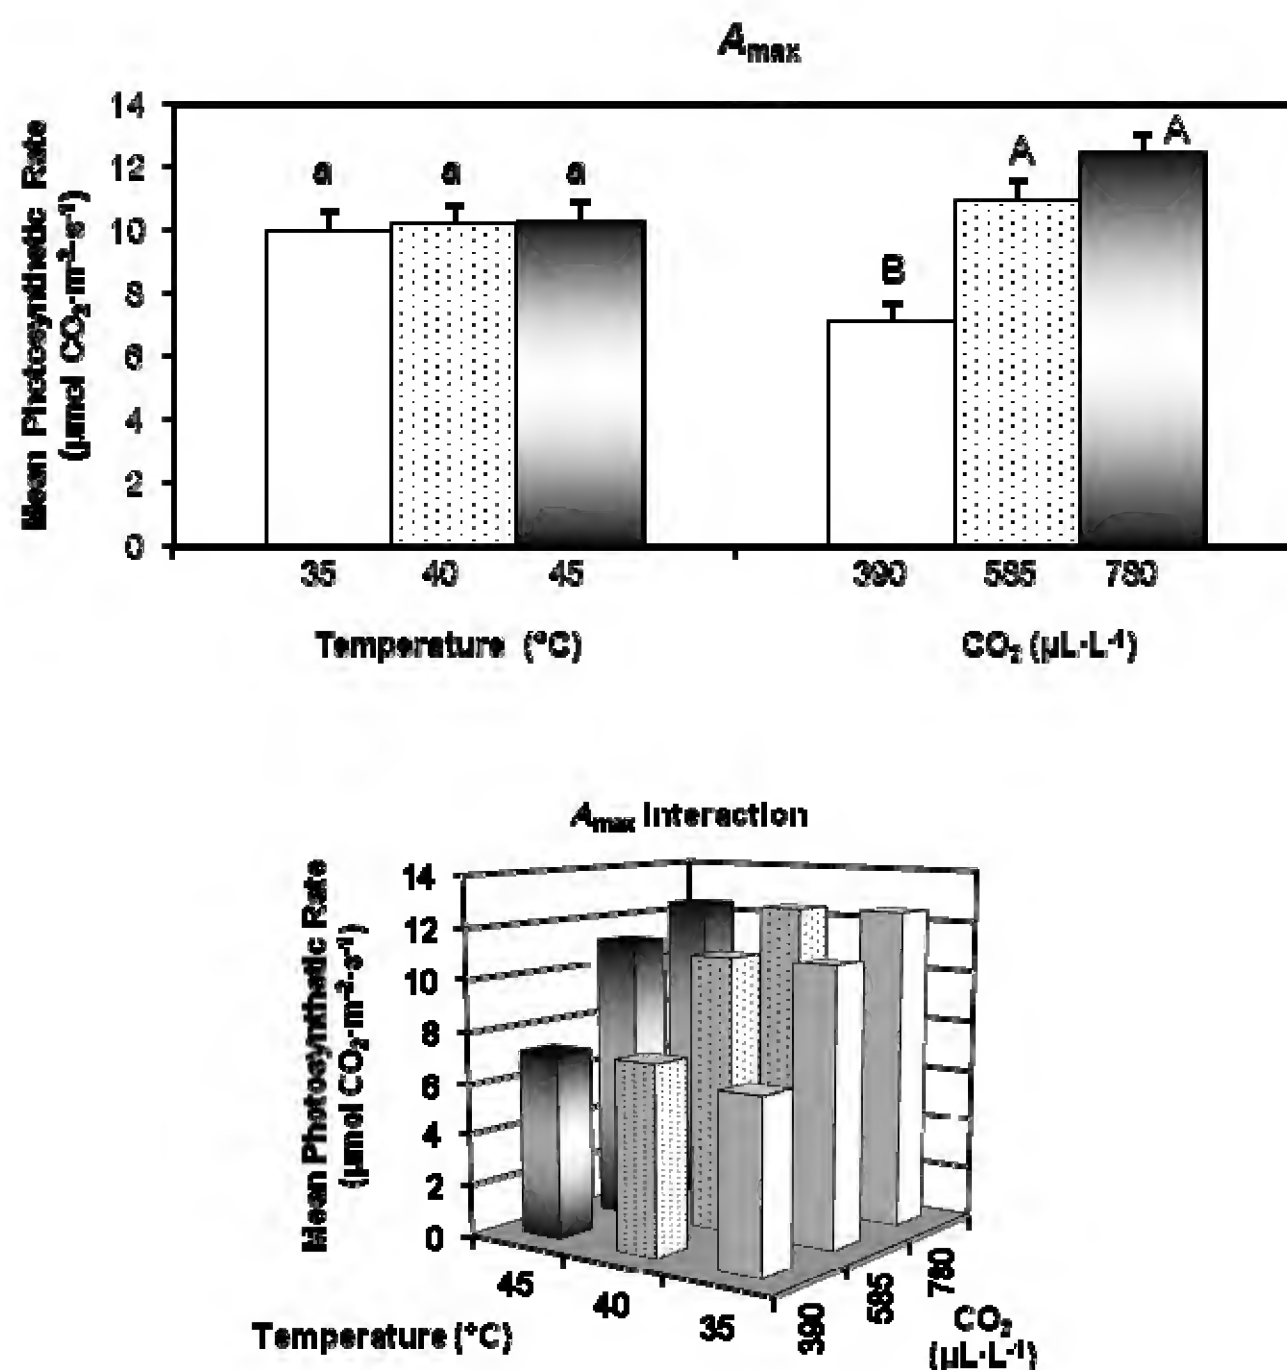 Amax
Mean Photosynthetic Rate
(µmol CO₂·m⁻²·s⁻¹)
14
12
10
8
6
4
2
0
a a a B A A
35 40 45 390 585 780
Temperature (°C) CO₂ (µL·L⁻¹)
Amax Interaction
Mean Photosynthetic Rate
(µmol CO₂·m⁻²·s⁻¹)
14
12
10
8
6
4
2
0
45 40 35 390 585 780
Temperature (°C)
CO₂
(µL·L⁻¹)